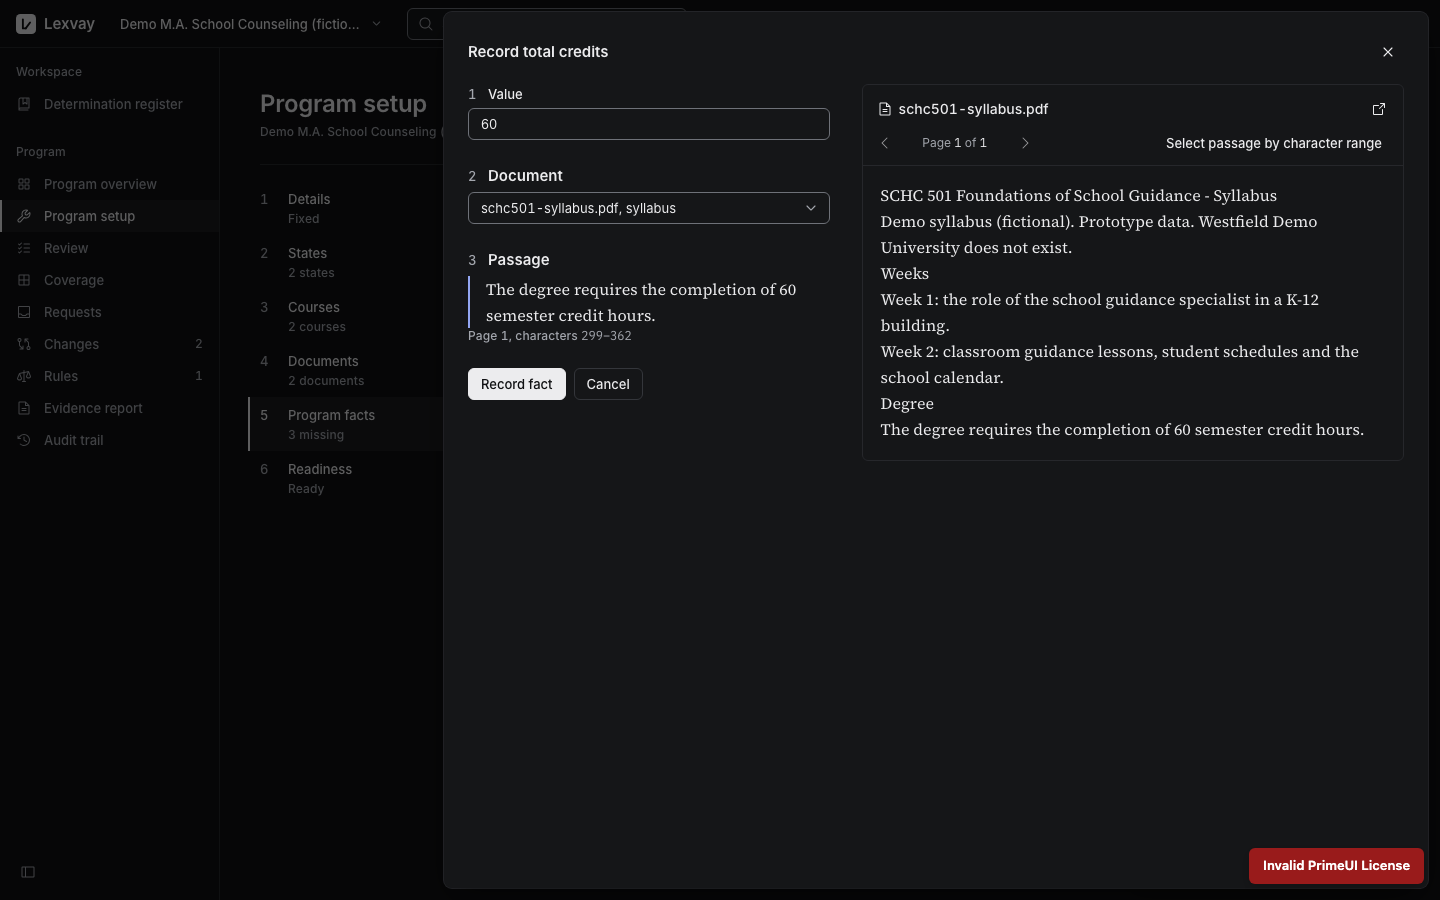 Lexvay
Demo M.A. School Counseling (fictio...
Workspace
Determination register
Program
Program overview
Program setup
Review
Coverage
Requests
Changes 2
Rules 1
Evidence report
Audit trail
Program setup
Demo M.A. School Counseling (
1 Details
Fixed
2 States
2 states
3 Courses
2 courses
4 Documents
2 documents
5 Program facts
3 missing
6 Readiness
Ready
Record total credits
1 Value
60
2 Document
schc501-syllabus.pdf, syllabus
3 Passage
The degree requires the completion of 60
semester credit hours.
Page 1, characters 299–362
Record fact
Cancel
schc501-syllabus.pdf
Page 1 of 1
Select passage by character range
SCHC 501 Foundations of School Guidance - Syllabus
Demo syllabus (fictional). Prototype data. Westfield Demo
University does not exist.
Weeks
Week 1: the role of the school guidance specialist in a K-12
building.
Week 2: classroom guidance lessons, student schedules and the
school calendar.
Degree
The degree requires the completion of 60 semester credit hours.
Invalid PrimeUI License